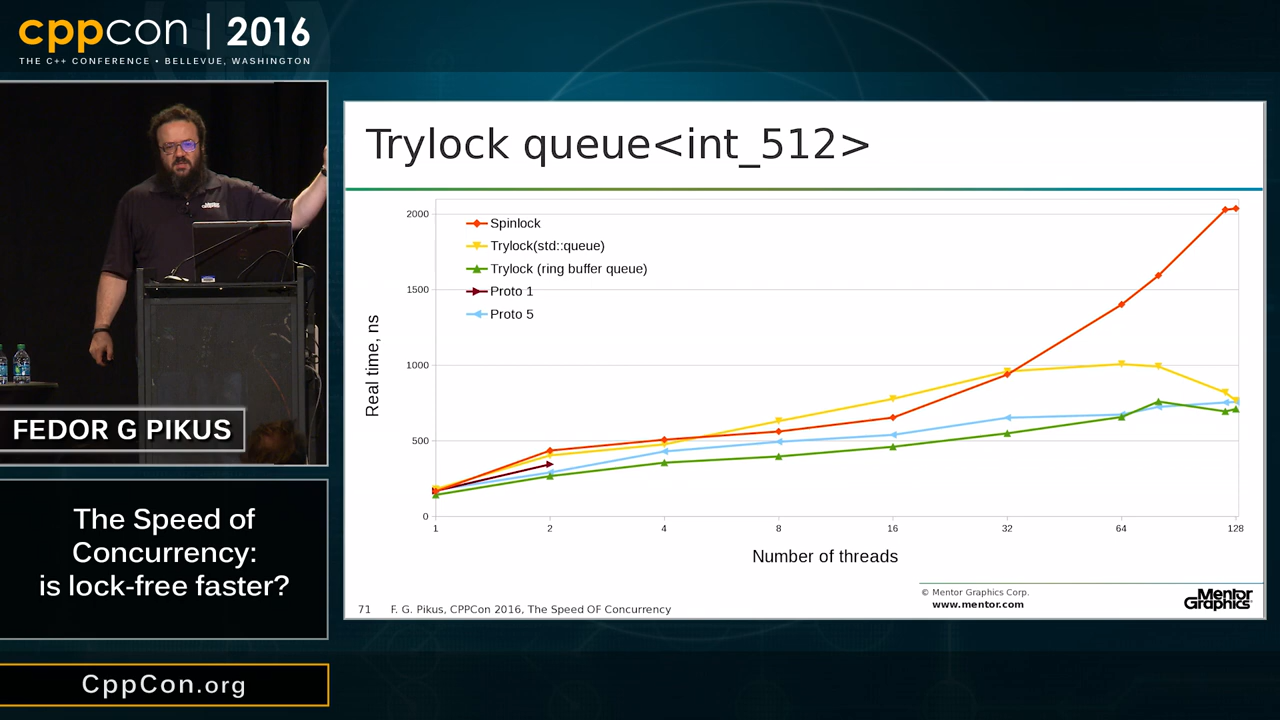 cppcon | 2016
THE C++ CONFERENCE • BELLEVUE, WASHINGTON
FEDOR G PIKUS
The Speed of
Concurrency:
is lock-free faster?
CppCon.org
Trylock queue<int_512>
Spinlock
Trylock(std::queue)
Trylock (ring buffer queue)
Proto 1
Proto 5
Real time, ns
2000
1500
1000
500
0
1 2 4 8 16 32 64 128
Number of threads
71 F. G. Pikus, CPPCon 2016, The Speed OF Concurrency
© Mentor Graphics Corp.
www.mentor.com
Mentor
Graphics